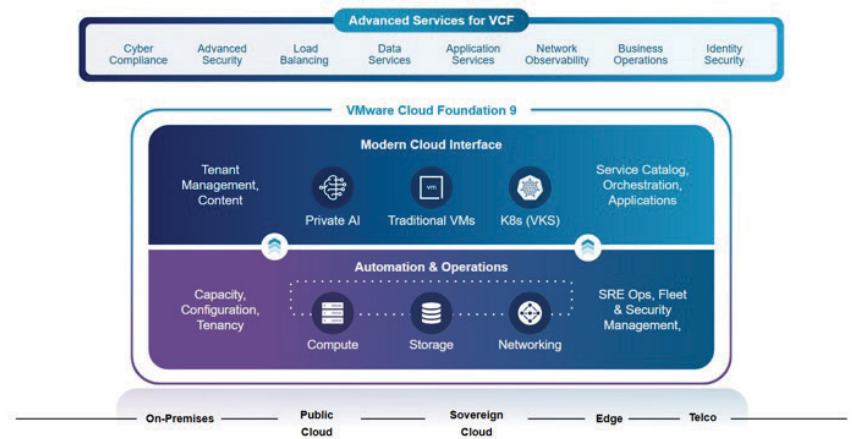 Advanced Services for VCF
Cyber
Compliance
Advanced
Security
Load
Balancing
Data
Services
Application
Services
Network
Observability
Business
Operations
Identity
Security
VMware Cloud Foundation 9
Modern Cloud Interface
Tenant
Management,
Content
vm
Private AI
Traditional VMs
K8s (VKS)
Service Catalog,
Orchestration,
Applications
Automation & Operations
Capacity,
Configuration,
Tenancy
Compute
Storage
Networking
SRE Ops, Fleet
& Security
Management,
On-Premises
Public
Cloud
Sovereign
Cloud
Edge
Telco